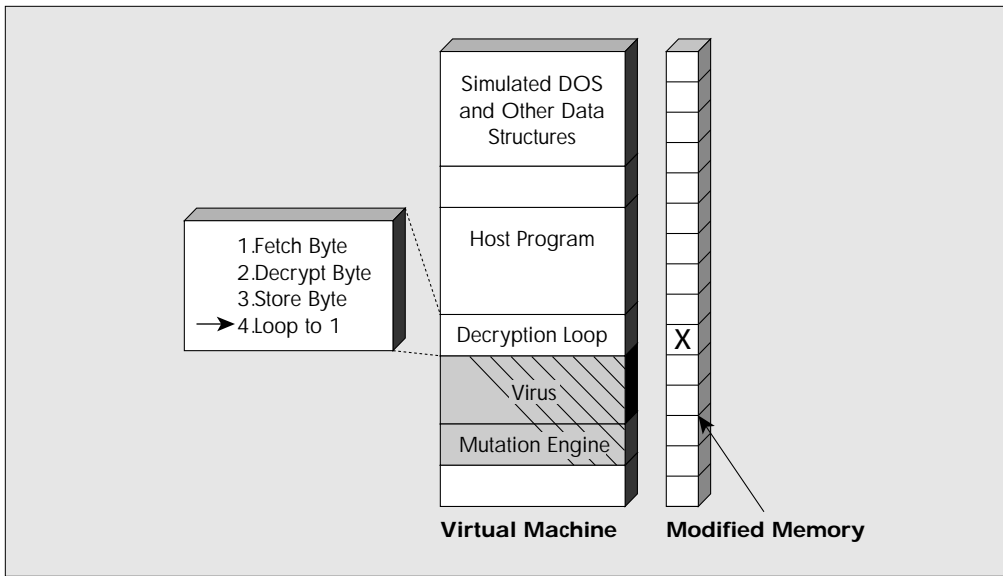 Simulated DOS
and Other Data
Structures
Host Program
1.Fetch Byte
2.Decrypt Byte
3.Store Byte
4.Loop to 1
Decryption Loop
X
Virus
Mutation Engine
Virtual Machine
Modified Memory